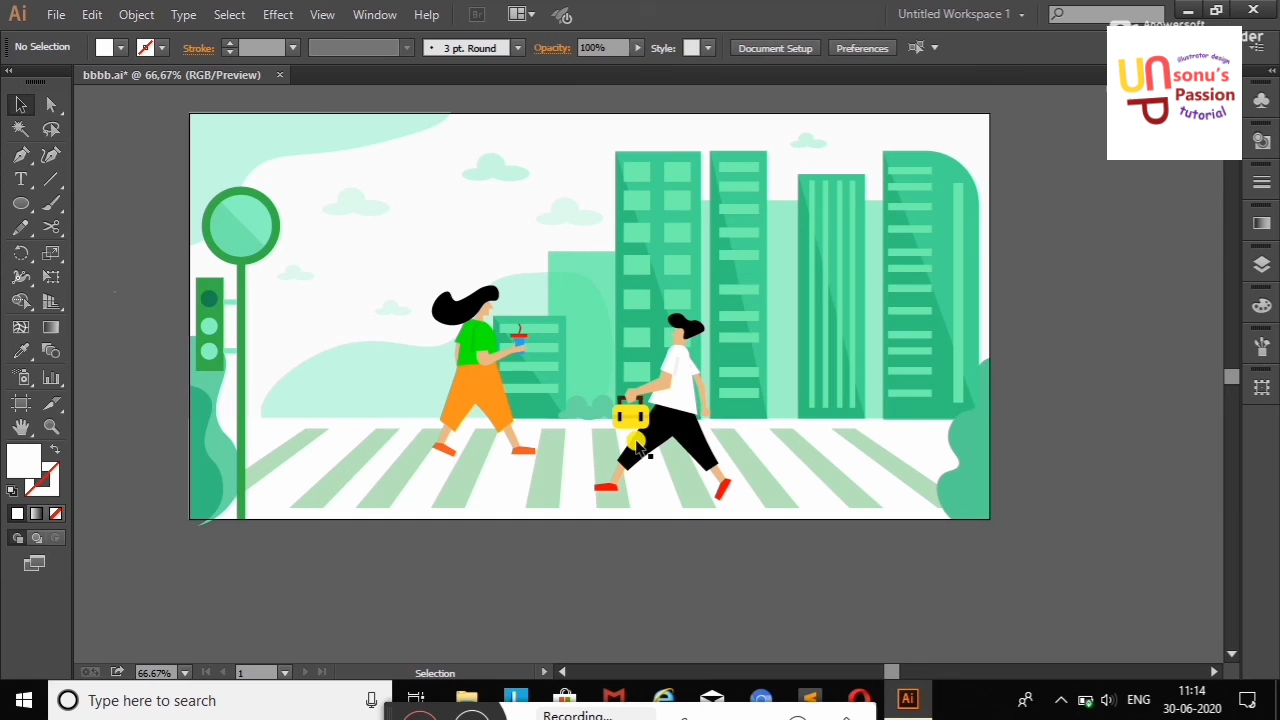 Ai File Edit Object Type Select Effect View Window Help Br Untitled Workspace 1
No Selection Stroke: 3 pt. Round Opacity: 100% Style: Document Setup Preferences
bbbb.ai* @ 66,67% (RGB/Preview) ×
illustrator design
UN sonu's
P Passion
tutorial
66.67% 1 Selection
Type here to search
Recording...
Ai
ENG
11:14
30-06-2020